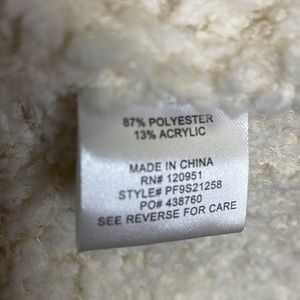 87% POLYESTER
13% ACRYLIC
MADE IN CHINA
RN# 120951
STYLE# PF9S21258
PO# 438760
SEE REVERSE FOR CARE